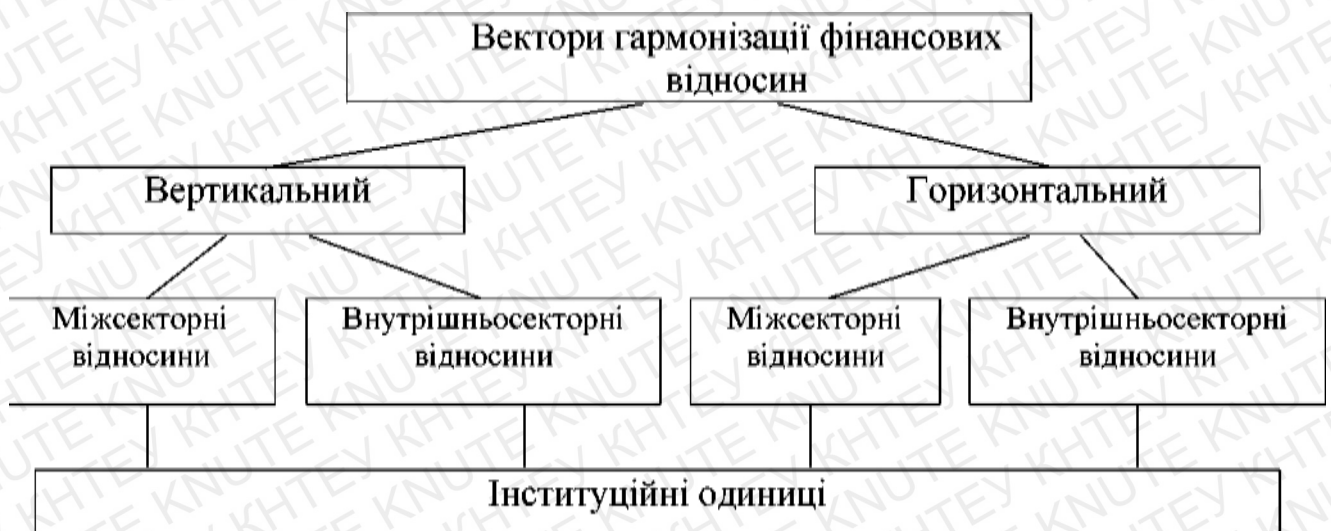 Вектори гармонізації фінансових
відносин
Вертикальний
Горизонтальний
Міжсекторні
відносини
Внутрішньосекторні
відносини
Міжсекторні
відносини
Внутрішньосекторні
відносини
Інституційні одиниці